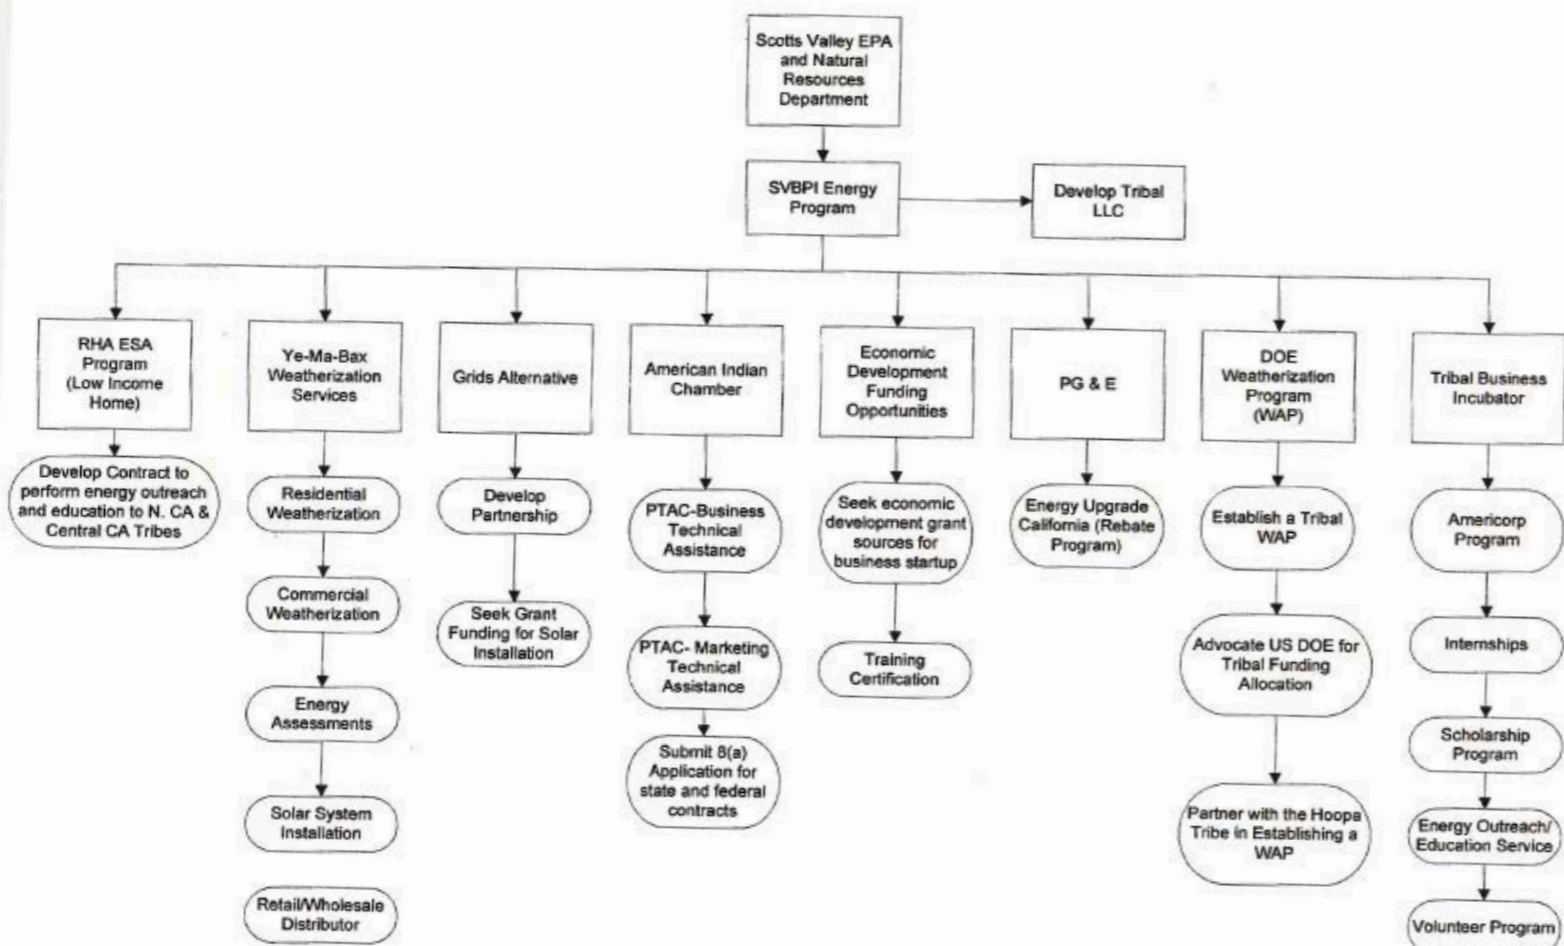 Scotts Valley EPA
and Natural
Resources
Department
SVBPI Energy
Program
Develop Tribal
LLC
RHA ESA
Program
(Low Income
Home)
Develop Contract to
perform energy outreach
and education to N. CA &
Central CA Tribes
Ye-Ma-Bax
Weatherization
Services
Residential
Weatherization
Commercial
Weatherization
Energy
Assessments
Solar System
Installation
Retail/Wholesale
Distributor
Grids Alternative
Develop
Partnership
Seek Grant
Funding for Solar
Installation
American Indian
Chamber
PTAC-Business
Technical
Assistance
PTAC- Marketing
Technical
Assistance
Submit 8(a)
Application for
state and federal
contracts
Economic
Development
Funding
Opportunities
Seek economic
development grant
sources for
business startup
Training
Certification
PG & E
Energy Upgrade
California (Rebate
Program)
DOE
Weatherization
Program
(WAP)
Establish a Tribal
WAP
Advocate US DOE for
Tribal Funding
Allocation
Partner with the Hoopa
Tribe in Establishing a
WAP
Tribal Business
Incubator
Americorp
Program
Internships
Scholarship
Program
Energy Outreach/
Education Service
Volunteer Program